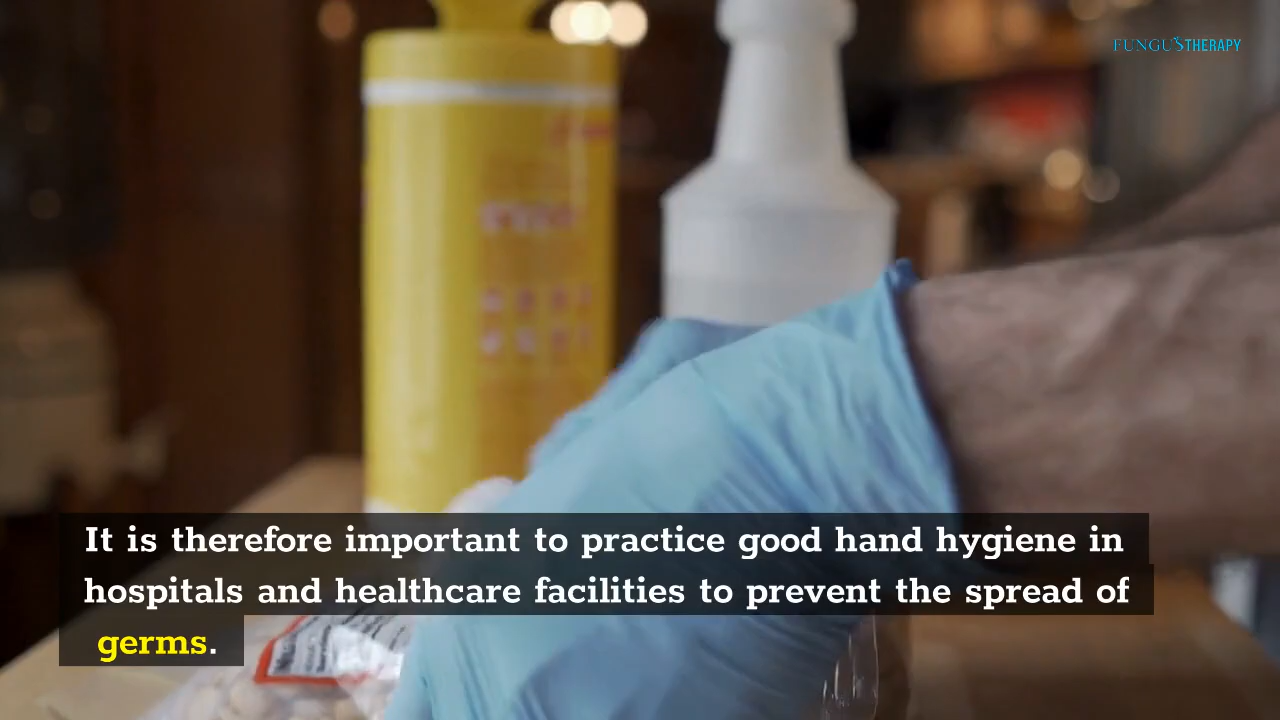 FUNGUSTHERAPY
It is therefore important to practice good hand hygiene in
hospitals and healthcare facilities to prevent the spread of
germs.